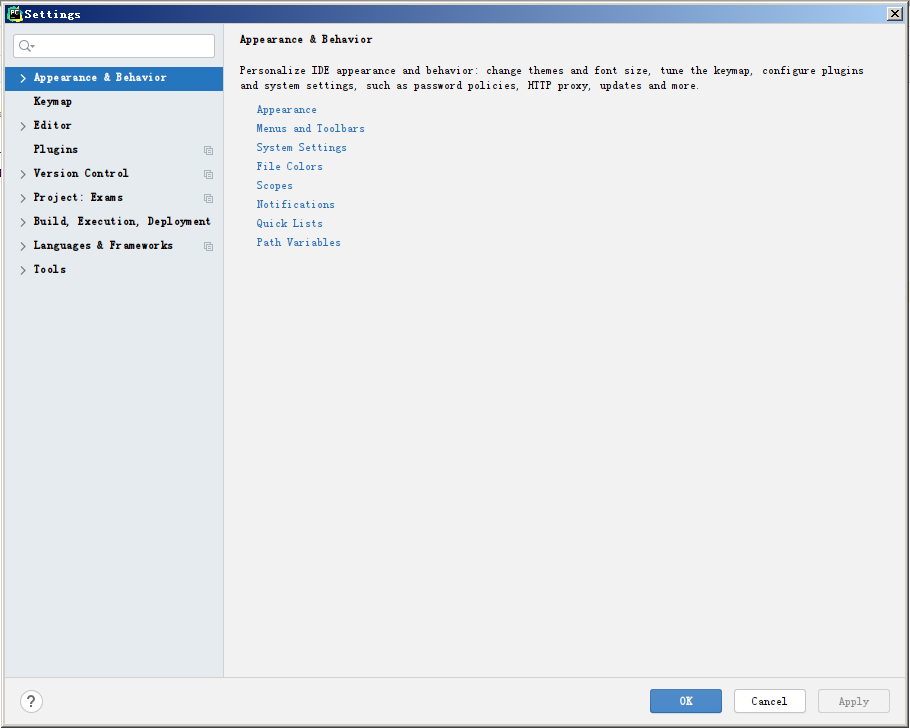 PC Settings
Appearance & Behavior
Keymap
Editor
Plugins
Version Control
Project: Exams
Build, Execution, Deployment
Languages & Frameworks
Tools
Appearance & Behavior
Personalize IDE appearance and behavior: change themes and font size, tune the keymap, configure plugins
and system settings, such as password policies, HTTP proxy, updates and more.
Appearance
Menus and Toolbars
System Settings
File Colors
Scopes
Notifications
Quick Lists
Path Variables
?
OK
Cancel
Apply